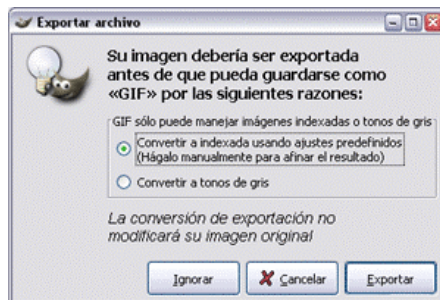 Exportar archivo
Su imagen debería ser exportada
antes de que pueda guardarse como
«GIF» por las siguientes razones:
GIF sólo puede manejar imágenes indexadas o tonos de gris
Convertir a indexada usando ajustes predefinidos
(Hágalo manualmente para afinar el resultado)
Convertir a tonos de gris
La conversión de exportación no
modificará su imagen original
Ignorar Cancelar Exportar